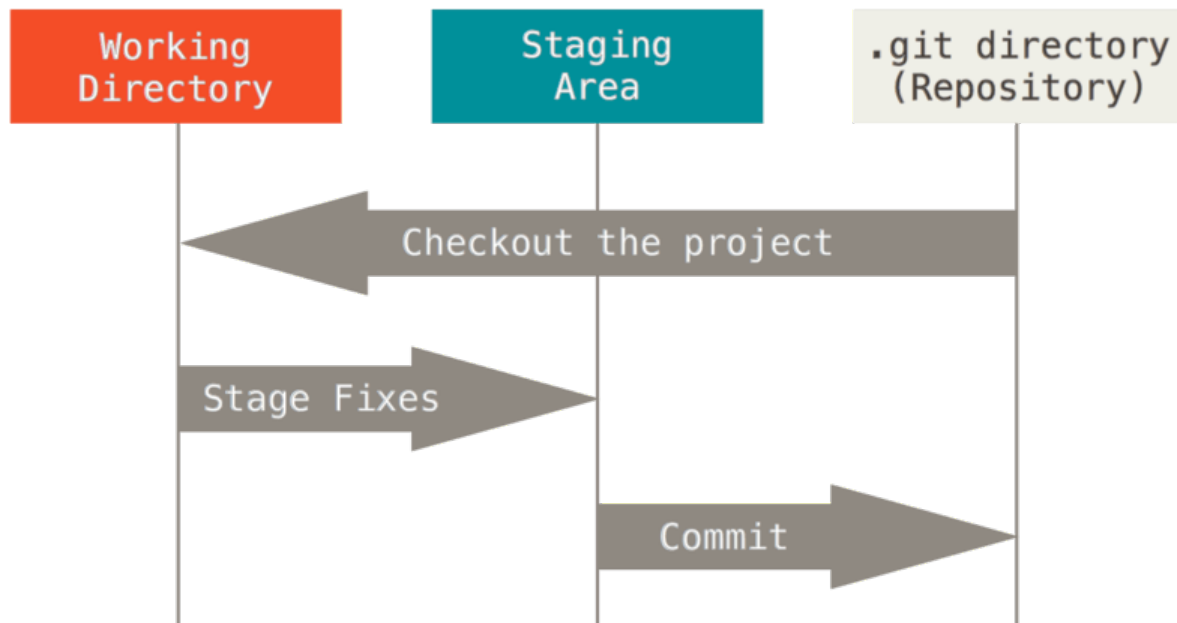 Working
Directory
Staging
Area
.git directory
(Repository)
Checkout the project
Stage Fixes
Commit